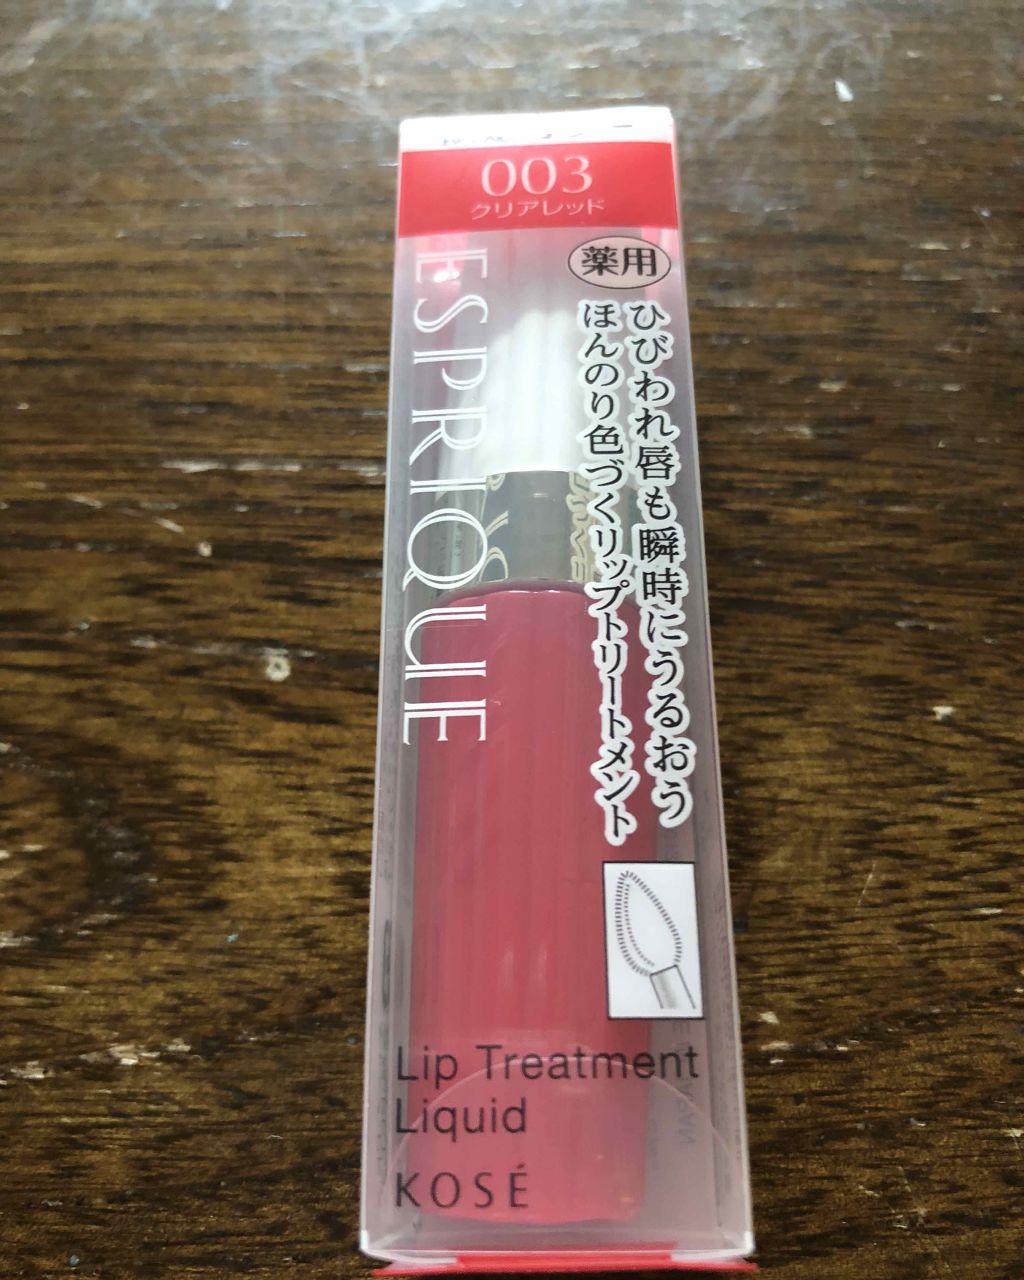 003
クリアレッド
薬用
ひびわれ唇も瞬時にうるおう
ほんのり色づくリップトリートメント
ESPRIQUE
Lip Treatment
Liquid
KOSÉ